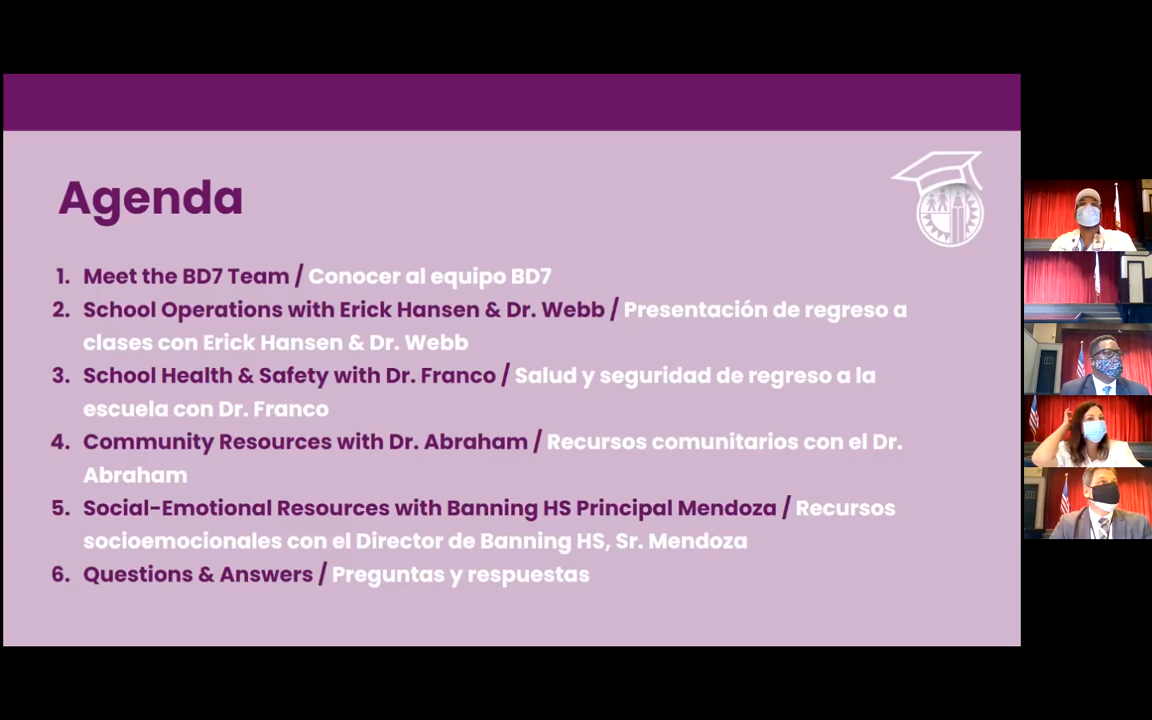 Agenda
1. Meet the BD7 Team / Conocer al equipo BD7
2. School Operations with Erick Hansen & Dr. Webb / Presentación de regreso a
clases con Erick Hansen & Dr. Webb
3. School Health & Safety with Dr. Franco / Salud y seguridad de regreso a la
escuela con Dr. Franco
4. Community Resources with Dr. Abraham / Recursos comunitarios con el Dr.
Abraham
5. Social-Emotional Resources with Banning HS Principal Mendoza / Recursos
socioemocionales con el Director de Banning HS, Sr. Mendoza
6. Questions & Answers / Preguntas y respuestas